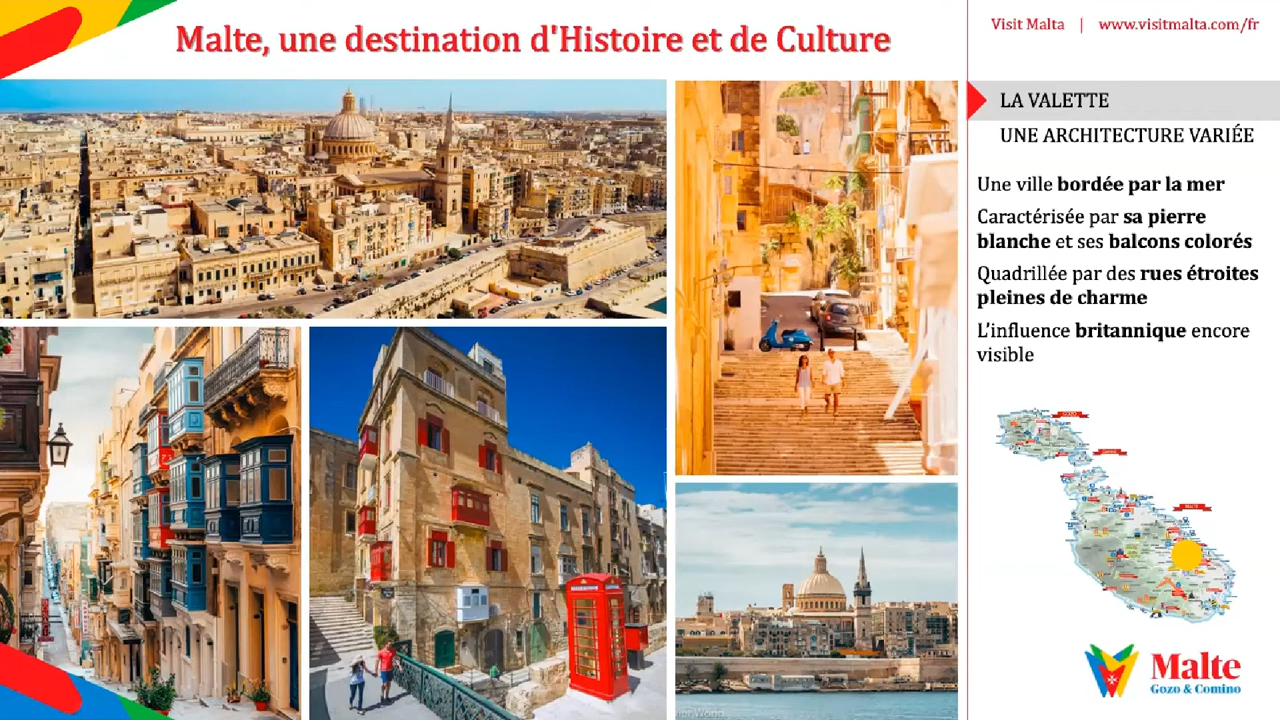 Malte, une destination d'Histoire et de Culture
Visit Malta | www.visitmalta.com/fr
LA VALETTE
UNE ARCHITECTURE VARIÉE
Une ville bordée par la mer
Caractérisée par sa pierre
blanche et ses balcons colorés
Quadrillée par des rues étroites
pleines de charme
L'influence britannique encore
visible
GOZO
Malte
Gozo & Comino